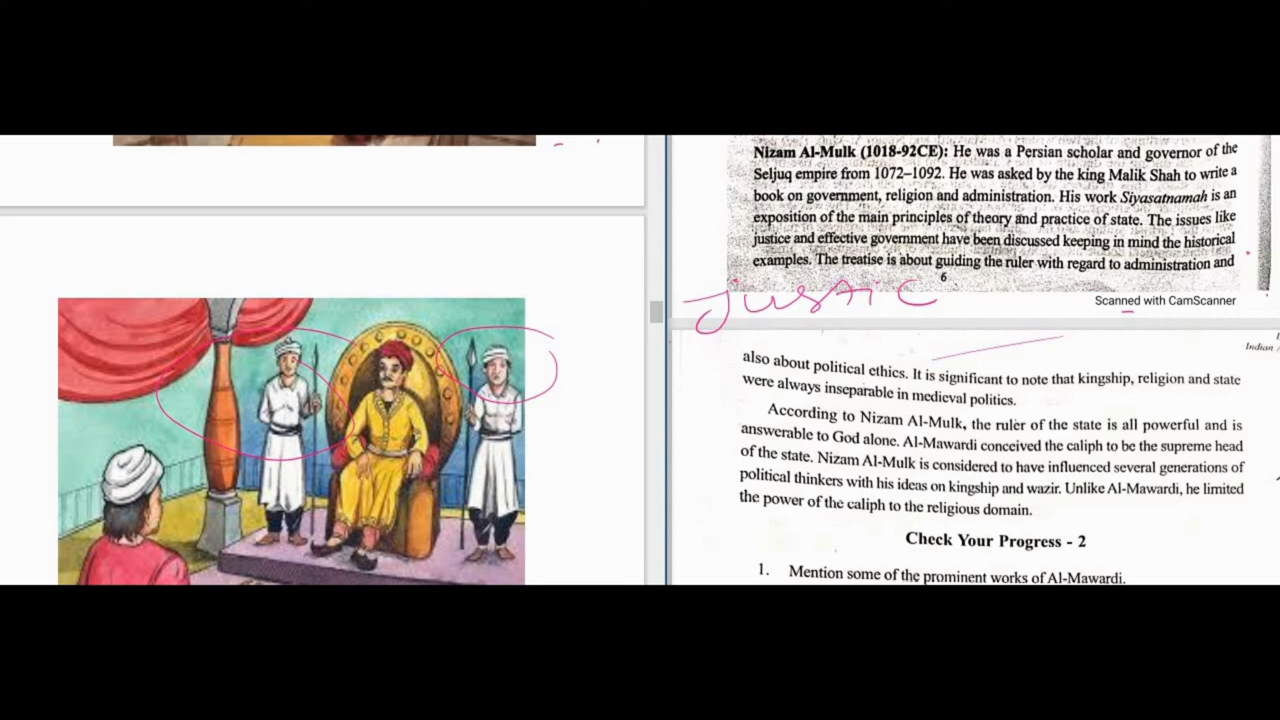 Nizam Al-Mulk (1018-92CE): He was a Persian scholar and governor of the
Seljuq empire from 1072–1092. He was asked by the king Malik Shah to write a
book on government, religion and administration. His work Siyasatnamah is an
exposition of the main principles of theory and practice of state. The issues like
justice and effective government have been discussed keeping in mind the historical
examples. The treatise is about guiding the ruler with regard to administration and
6
Justic
Scanned with CamScanner
Indian
also about political ethics. It is significant to note that kingship, religion and state
were always inseparable in medieval politics.
According to Nizam Al-Mulk, the ruler of the state is all powerful and is
answerable to God alone. Al-Mawardi conceived the caliph to be the supreme head
of the state. Nizam Al-Mulk is considered to have influenced several generations of
political thinkers with his ideas on kingship and wazir. Unlike Al-Mawardi, he limited
the power of the caliph to the religious domain.
Check Your Progress - 2
1. Mention some of the prominent works of Al-Mawardi.